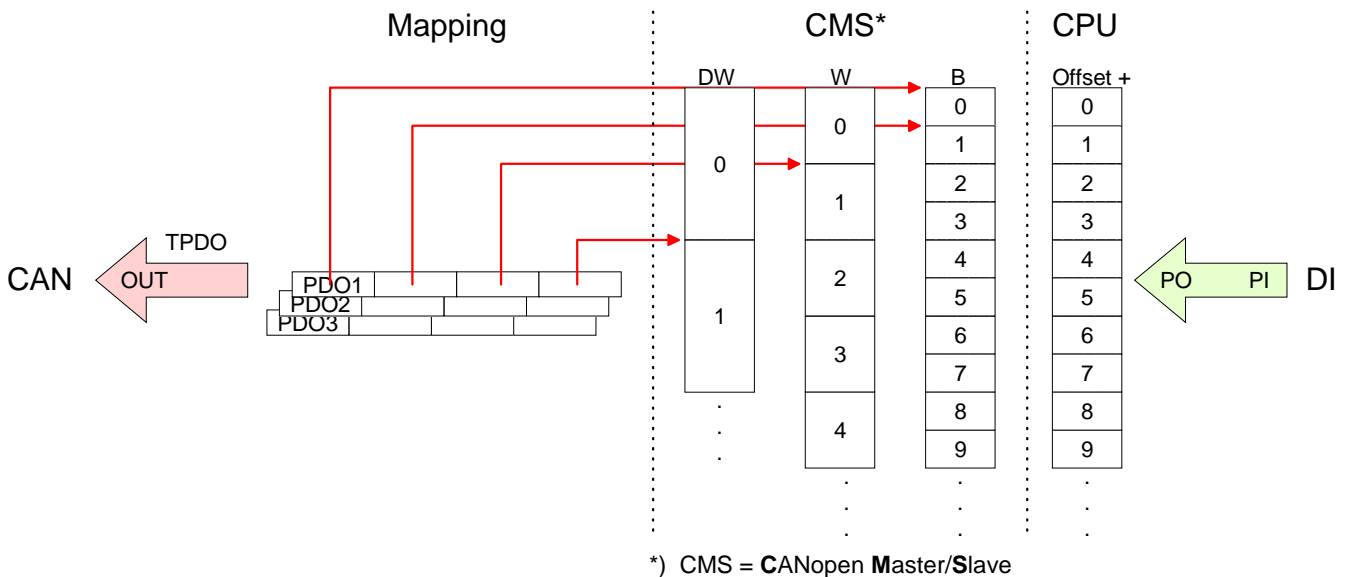 Mapping CMS* CPU
DW W B Offset +
0 0
0 1 1
0 2 2
1 3 3
TPDO 4 4
CAN OUT PDO1 2 PO PI DI
PDO2 5 5
PDO3 1 6 6
3 7 7
. 8 8
. 4 9 9
.
. . .
. . .
. . .
*) CMS = CANopen Master/Slave